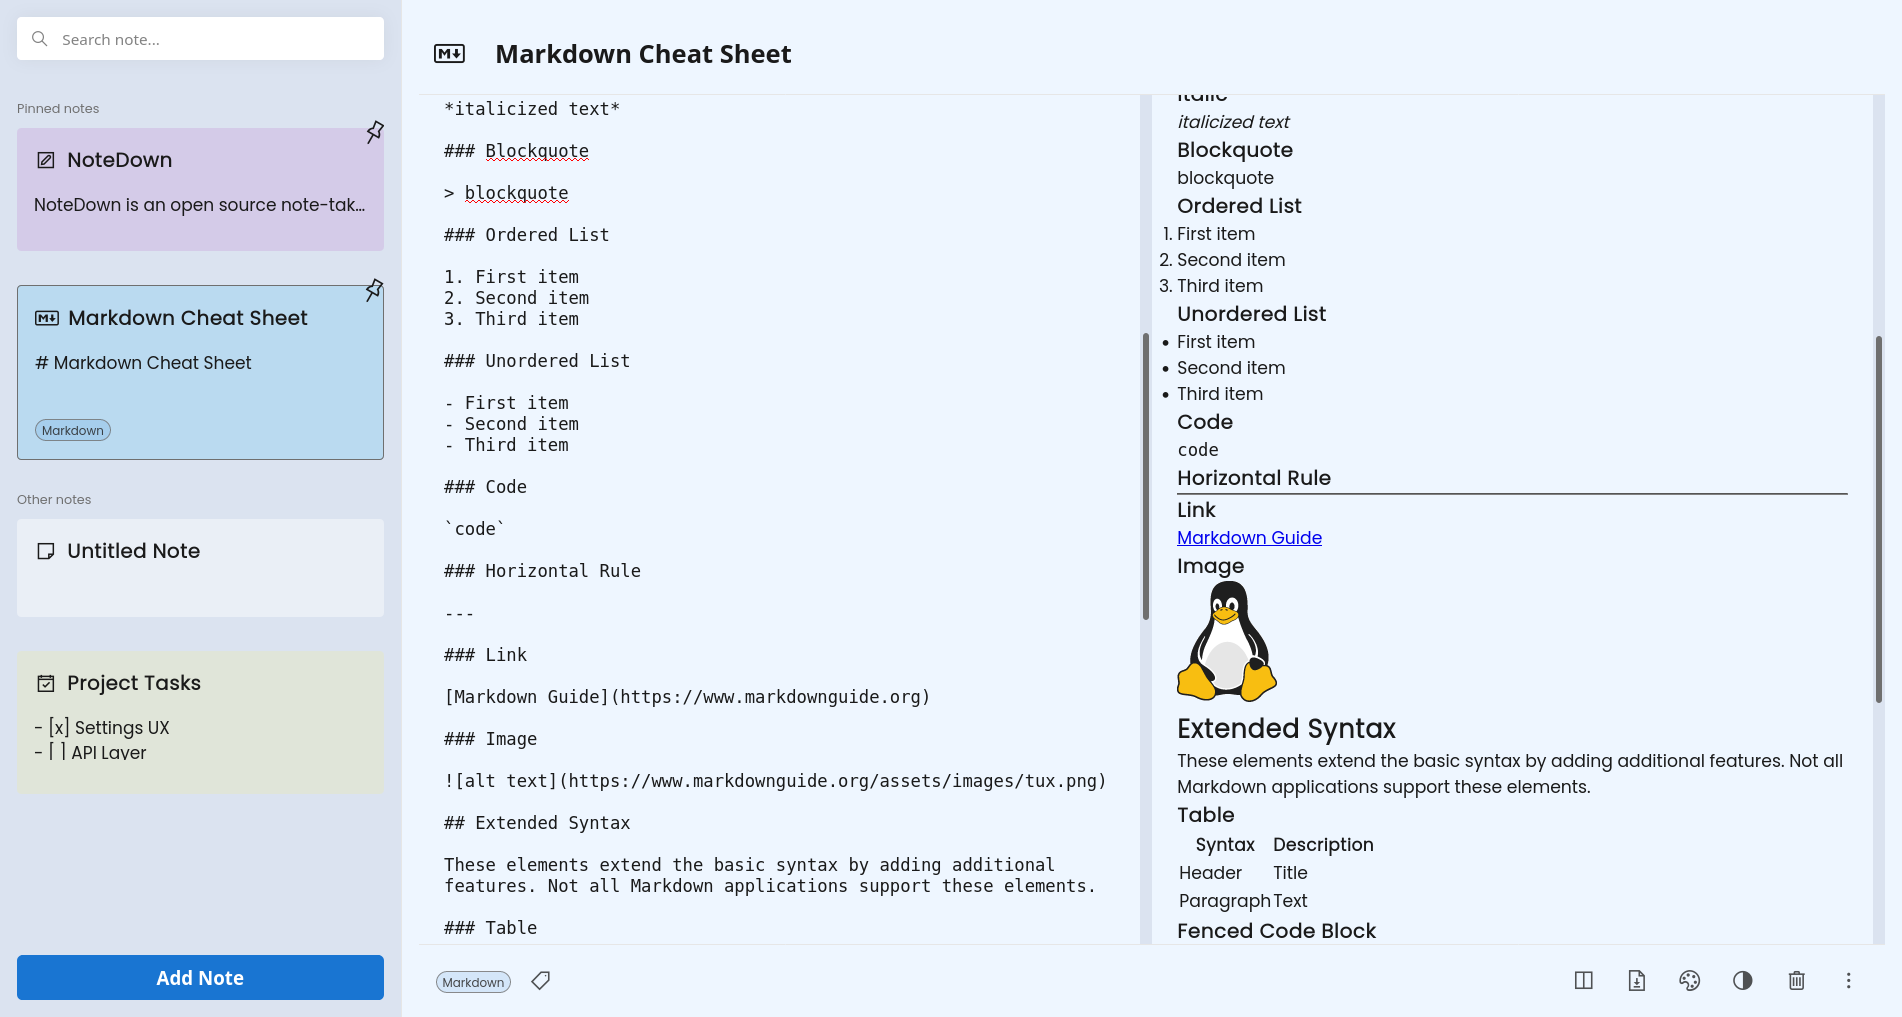 Search note...
Pinned notes
NoteDown
NoteDown is an open source note-tak...
Markdown Cheat Sheet
# Markdown Cheat Sheet
Markdown
Other notes
Untitled Note
Project Tasks
- [x] Settings UX
- [ ] API Layer
Add Note
Markdown Cheat Sheet
*italicized text*
### Blockquote
> blockquote
### Ordered List
1. First item
2. Second item
3. Third item
### Unordered List
- First item
- Second item
- Third item
### Code
`code`
### Horizontal Rule
---
### Link
[Markdown Guide](https://www.markdownguide.org)
### Image
![alt text](https://www.markdownguide.org/assets/images/tux.png)
## Extended Syntax
These elements extend the basic syntax by adding additional
features. Not all Markdown applications support these elements.
### Table
Italic
italicized text
Blockquote
blockquote
Ordered List
1. First item
2. Second item
3. Third item
Unordered List
• First item
• Second item
• Third item
Code
code
Horizontal Rule
Link
Markdown Guide
Image
Extended Syntax
These elements extend the basic syntax by adding additional features. Not all
Markdown applications support these elements.
Table
Syntax Description
Header Title
Paragraph Text
Fenced Code Block
Markdown